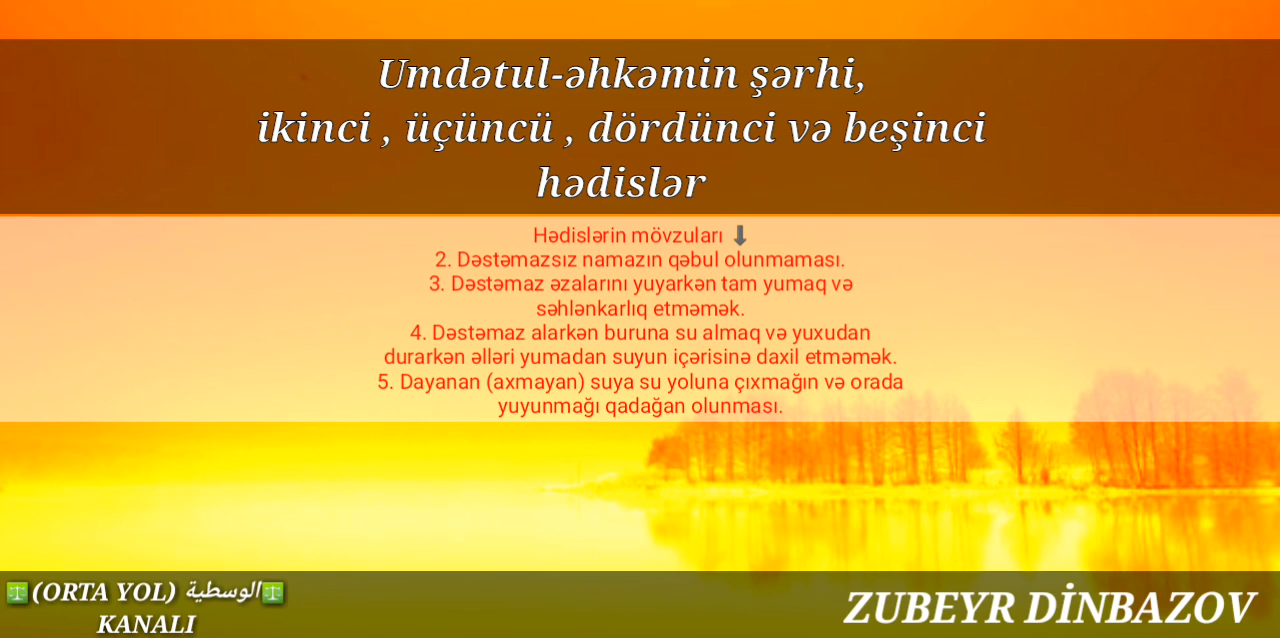 Umdətul-əhkəmin şərhi,
ikinci , üçüncü , dördünci və beşinci
hədislər
Hədislərin mövzuları ⬇
2. Dəstəmazsız namazın qəbul olunmaması.
3. Dəstəmaz əzalarını yuyarkən tam yumaq və
səhlənkarlıq etməmək.
4. Dəstəmaz alarkən buruna su almaq və yuxudan
durarkən əlləri yumadan suyun içərisinə daxil etməmək.
5. Dayanan (axmayan) suya su yoluna çıxmağın və orada
yuyunmağı qadağan olunması.
(ORTA YOL) الوسطية
KANALI
ZUBEYR DİNBAZOV